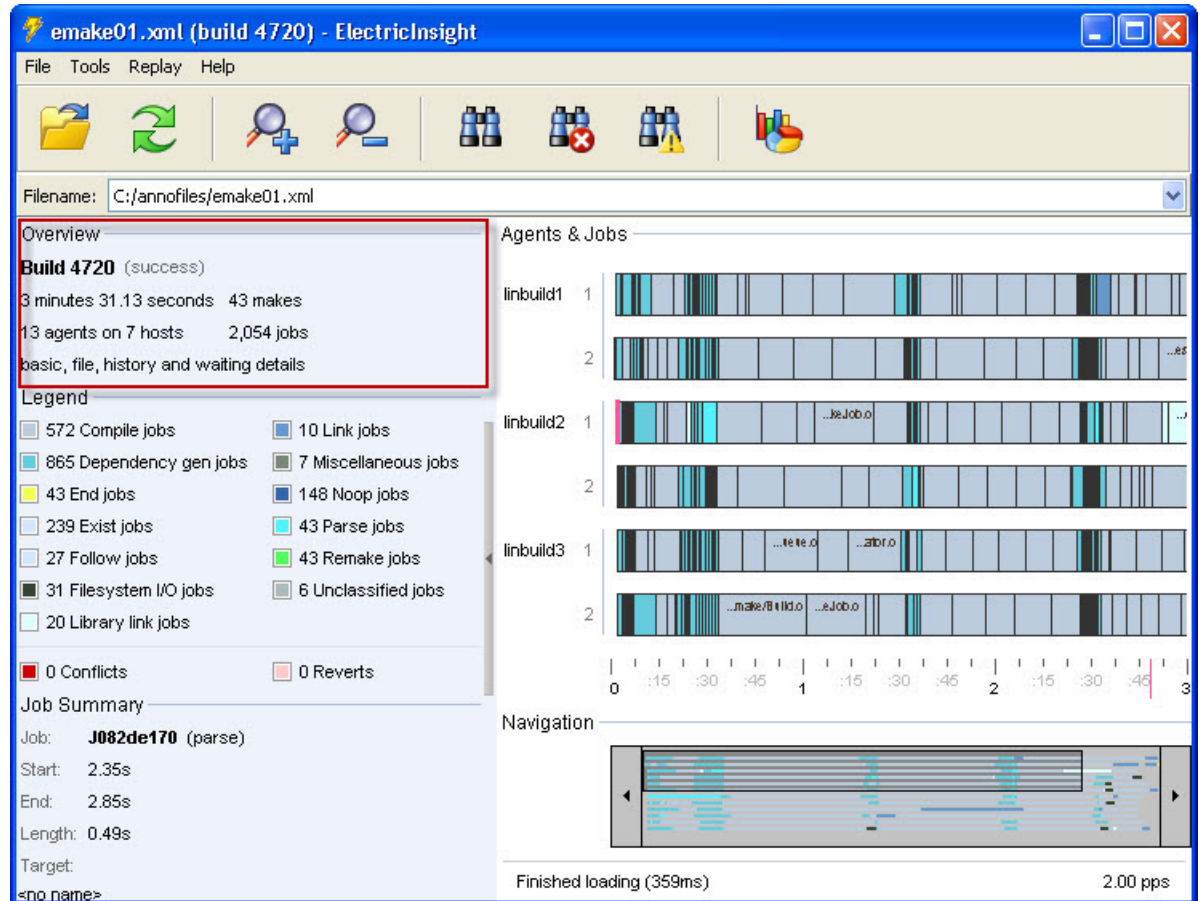 emake01.xml (build 4720) - ElectricInsight
File Tools Replay Help
Filename: C:/annofiles/emake01.xml
Overview
Build 4720 (success)
3 minutes 31.13 seconds 43 makes
13 agents on 7 hosts 2,054 jobs
basic, file, history and waiting details
Legend
572 Compile jobs 10 Link jobs
865 Dependency gen jobs 7 Miscellaneous jobs
43 End jobs 148 Noop jobs
239 Exist jobs 43 Parse jobs
27 Follow jobs 43 Remake jobs
31 Filesystem I/O jobs 6 Unclassified jobs
20 Library link jobs
0 Conflicts 0 Reverts
Job Summary
Job: J082de170 (parse)
Start: 2.35s
End: 2.85s
Length: 0.49s
Target:
<no name>
Agents & Jobs
linbuild1 1
2 ...es
linbuild2 1 ...keJob.o
2
linbuild3 1 ...ator.o
2 ...make/Build.o ...eJob.o
0 :15 :30 :45 1 :15 :30 :45 2 :15 :30 :45 3
Navigation
Finished loading (359ms) 2.00 pps